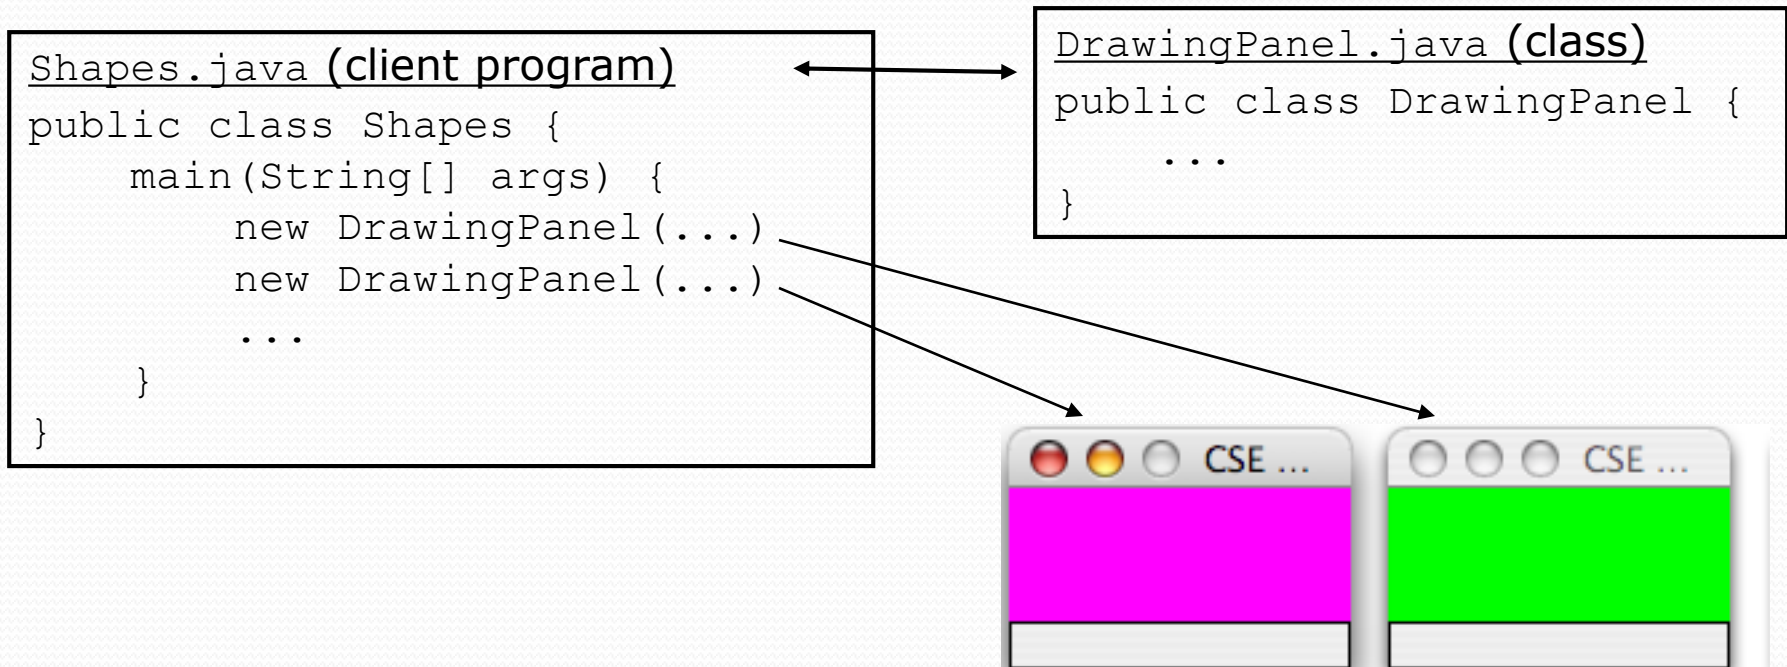 Shapes.java (client program)
public class Shapes {
    main(String[] args) {
        new DrawingPanel(...)
        new DrawingPanel(...)
        ...
    }
}
DrawingPanel.java (class)
public class DrawingPanel {
    ...
}
CSE ...
CSE ...